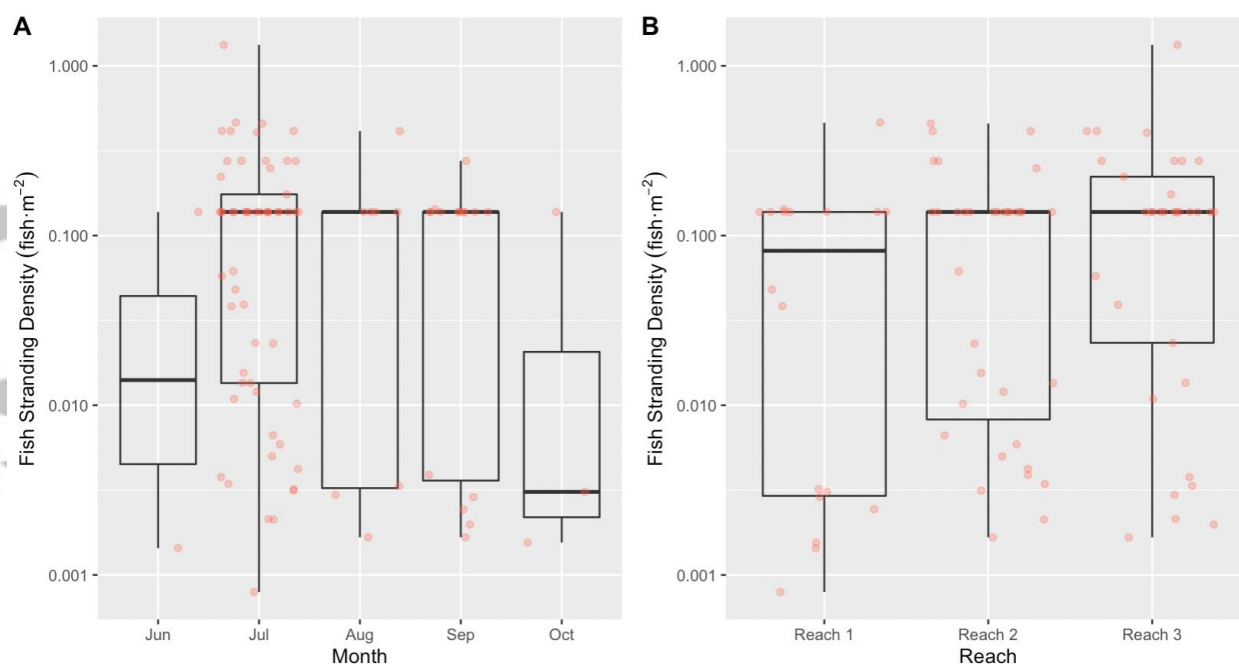 A
Fish Stranding Density (fish·m⁻²)
1.000
0.100
0.010
0.001
Jun Jul Aug Sep Oct
Month
B
Fish Stranding Density (fish·m⁻²)
1.000
0.100
0.010
0.001
Reach 1 Reach 2 Reach 3
Reach